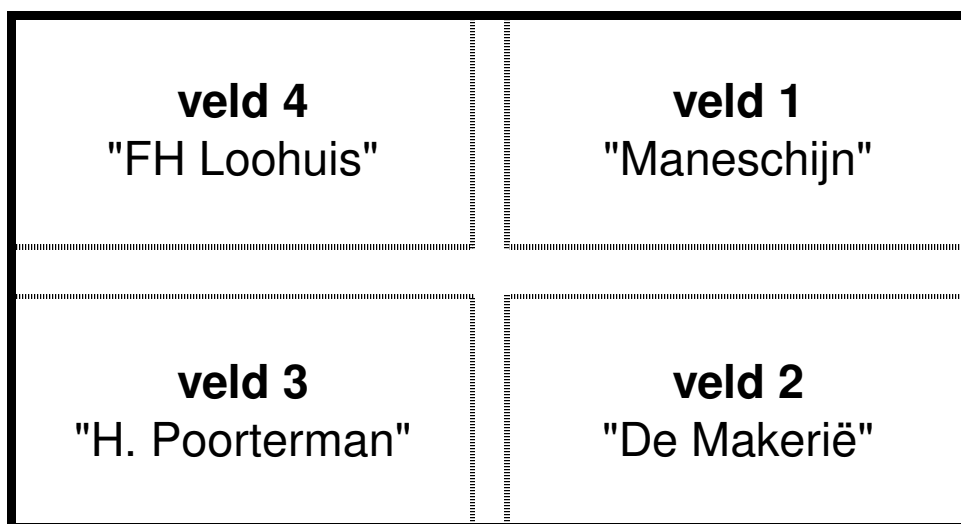 veld 4
"FH Loohuis"
veld 1
"Maneschijn"
veld 3
"H. Poorterman"
veld 2
"De Makerië"